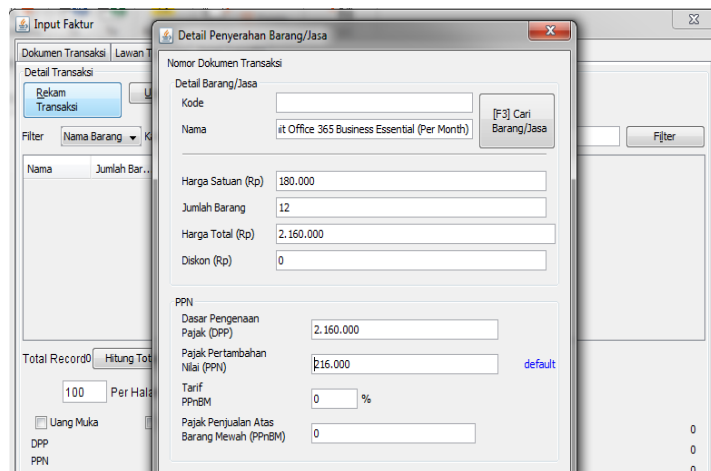 Input Faktur
Detail Penyerahan Barang/Jasa
Dokumen Transaksi
Lawan T
Detail Transaksi
Rekam
Transaksi
U
Filter
Nama Barang
K
Filter
Nama
Jumlah Bar...
Total Record0
Hitung Tot
100
Per Hala
Uang Muka
DPP
0
PPN
0
0
Nomor Dokumen Transaksi
Detail Barang/Jasa
Kode
[F3] Cari
Barang/Jasa
Nama
Office 365 Business Essential (Per Month)
Harga Satuan (Rp)
180.000
Jumlah Barang
12
Harga Total (Rp)
2.160.000
Diskon (Rp)
0
PPN
Dasar Pengenaan
Pajak (DPP)
2.160.000
Pajak Pertambahan
Nilai (PPN)
216.000
default
Tarif
PPnBM
0
%
Pajak Penjualan Atas
Barang Mewah (PPnBM)
0